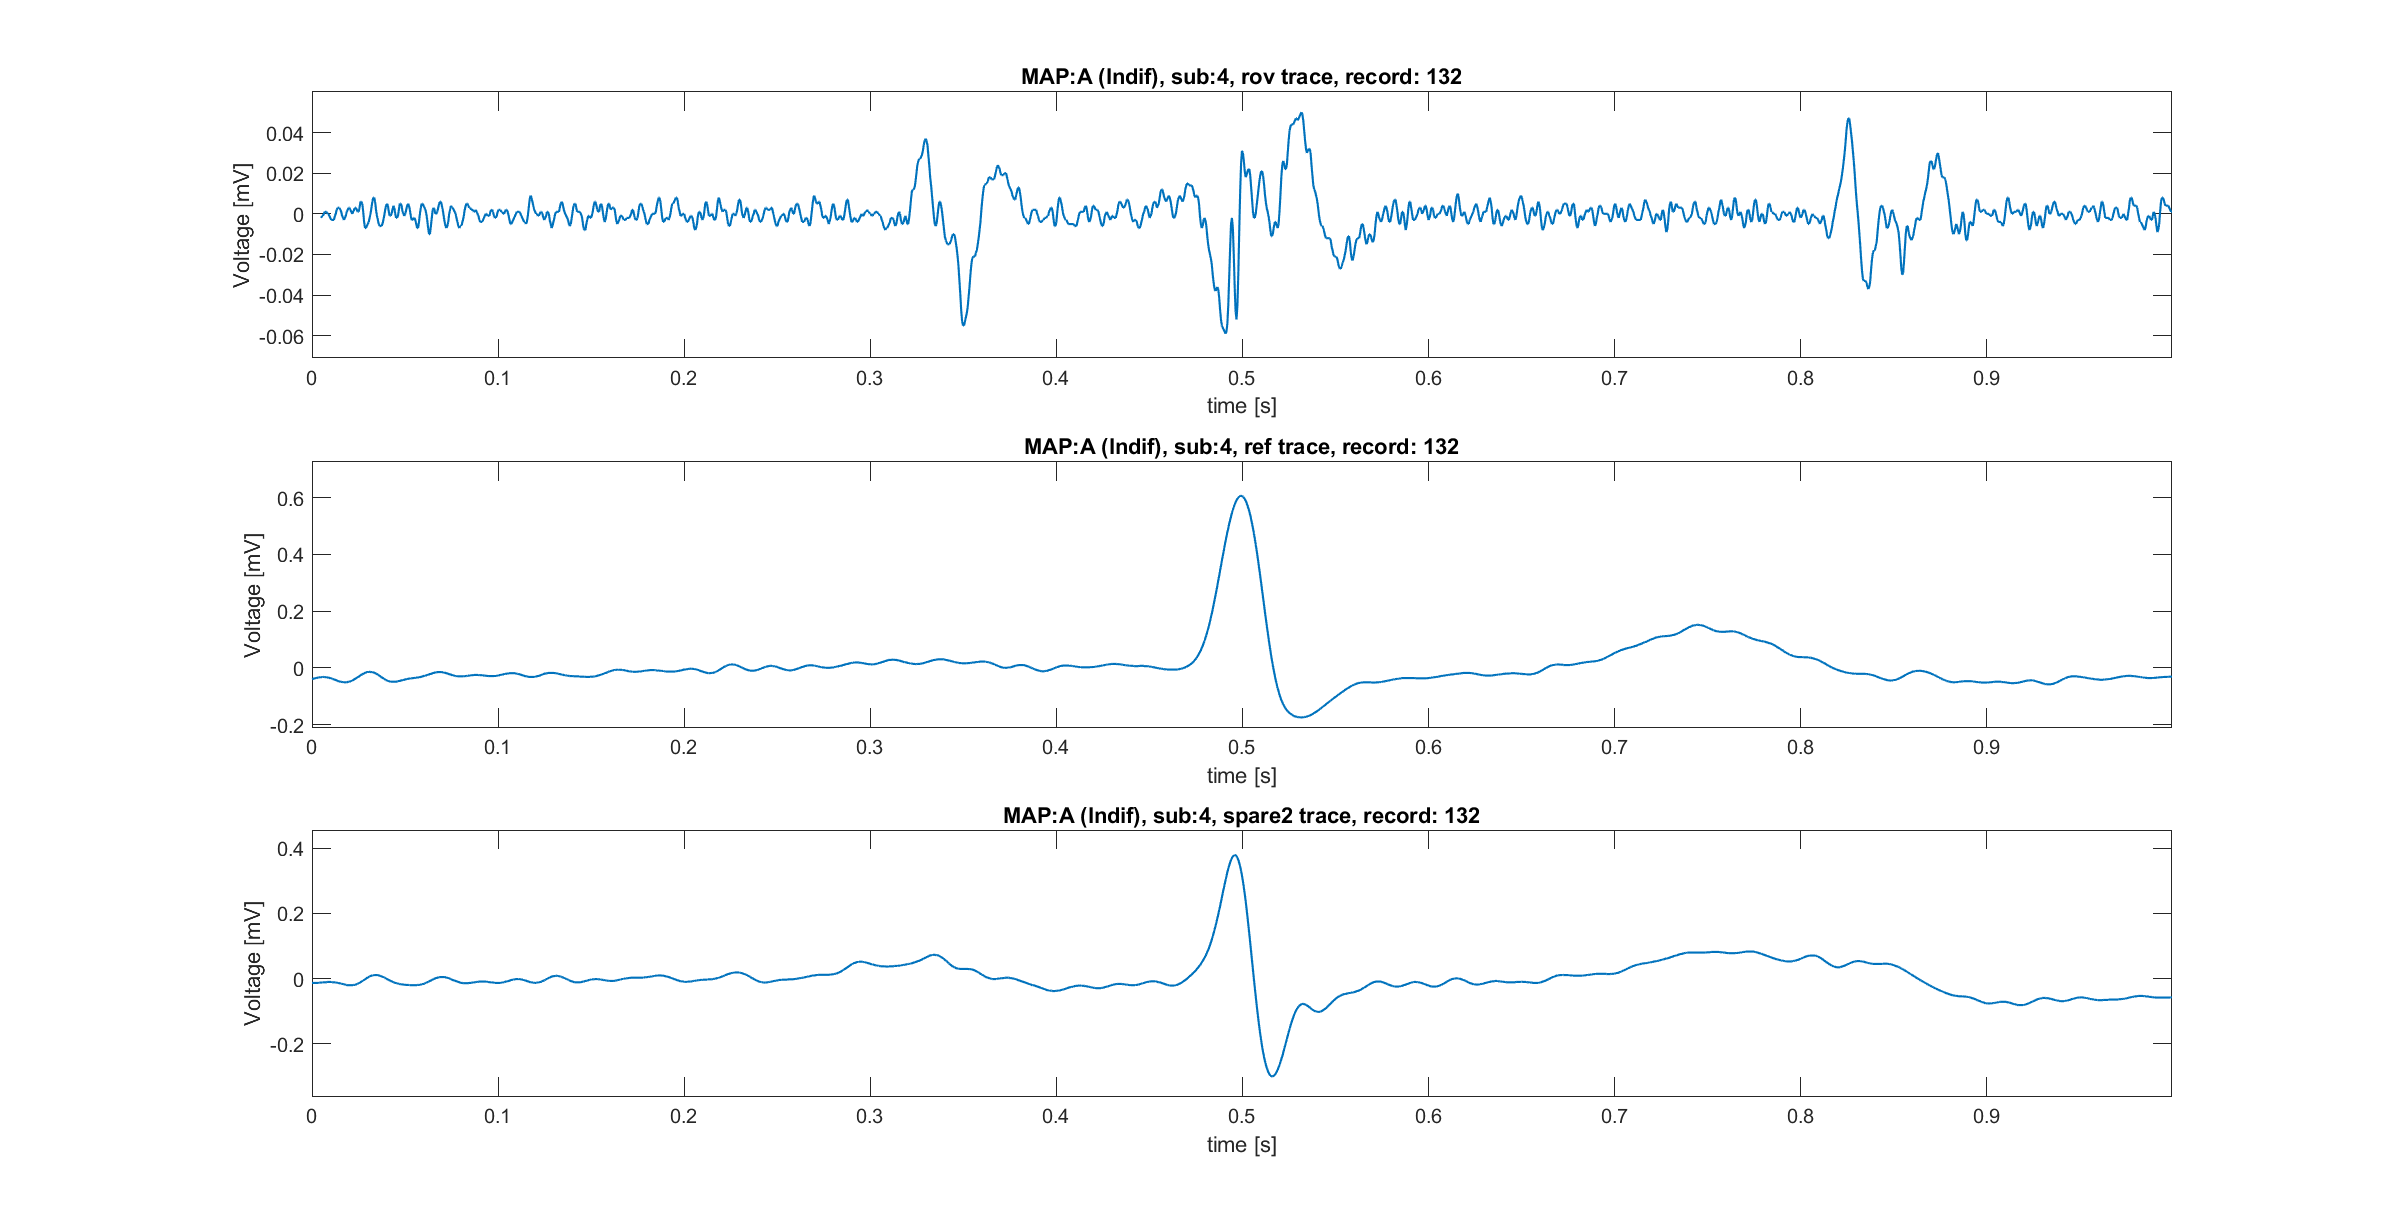 MAP:A (Indif), sub:4, rov trace, record: 132
Voltage [mV]
0.04
0.02
0
-0.02
-0.04
-0.06
0 0.1 0.2 0.3 0.4 0.5 0.6 0.7 0.8 0.9
time [s]
MAP:A (Indif), sub:4, ref trace, record: 132
Voltage [mV]
0.6
0.4
0.2
0
-0.2
0 0.1 0.2 0.3 0.4 0.5 0.6 0.7 0.8 0.9
time [s]
MAP:A (Indif), sub:4, spare2 trace, record: 132
Voltage [mV]
0.4
0.2
0
-0.2
0 0.1 0.2 0.3 0.4 0.5 0.6 0.7 0.8 0.9
time [s]